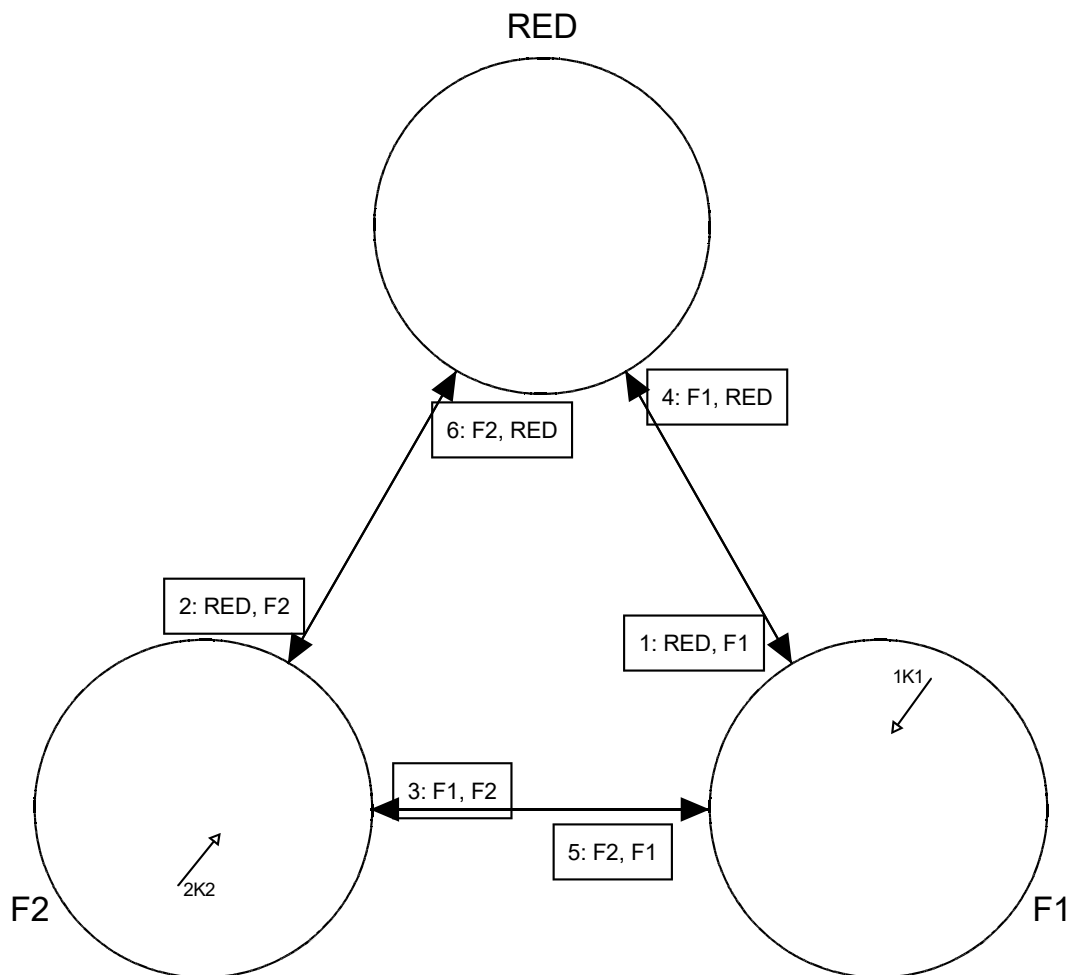 RED
4: F1, RED
6: F2, RED
2: RED, F2
1: RED, F1
1K1
3: F1, F2
5: F2, F1
2K2
F2
F1